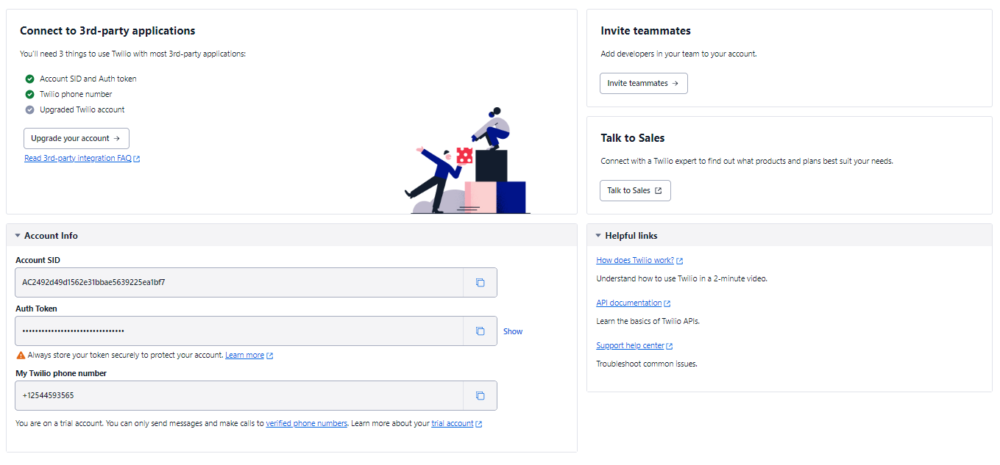 Connect to 3rd-party applications
You'll need 3 things to use Twilio with most 3rd-party applications:
Account SID and Auth token
Twilio phone number
Upgraded Twilio account
Upgrade your account →
Read 3rd-party integration FAQ
Invite teammates
Add developers in your team to your account.
Invite teammates →
Talk to Sales
Connect with a Twilio expert to find out what products and plans best suit your needs.
Talk to Sales
Account Info
Account SID
AC2492d49d1562e31bbae5639225ea1bf7
Auth Token
••••••••••••••••••••••••••••••••
Show
Always store your token securely to protect your account. Learn more
My Twilio phone number
+12544593565
You are on a trial account. You can only send messages and make calls to verified phone numbers. Learn more about your trial account
Helpful links
How does Twilio work?
Understand how to use Twilio in a 2-minute video.
API documentation
Learn the basics of Twilio APIs.
Support help center
Troubleshoot common issues.